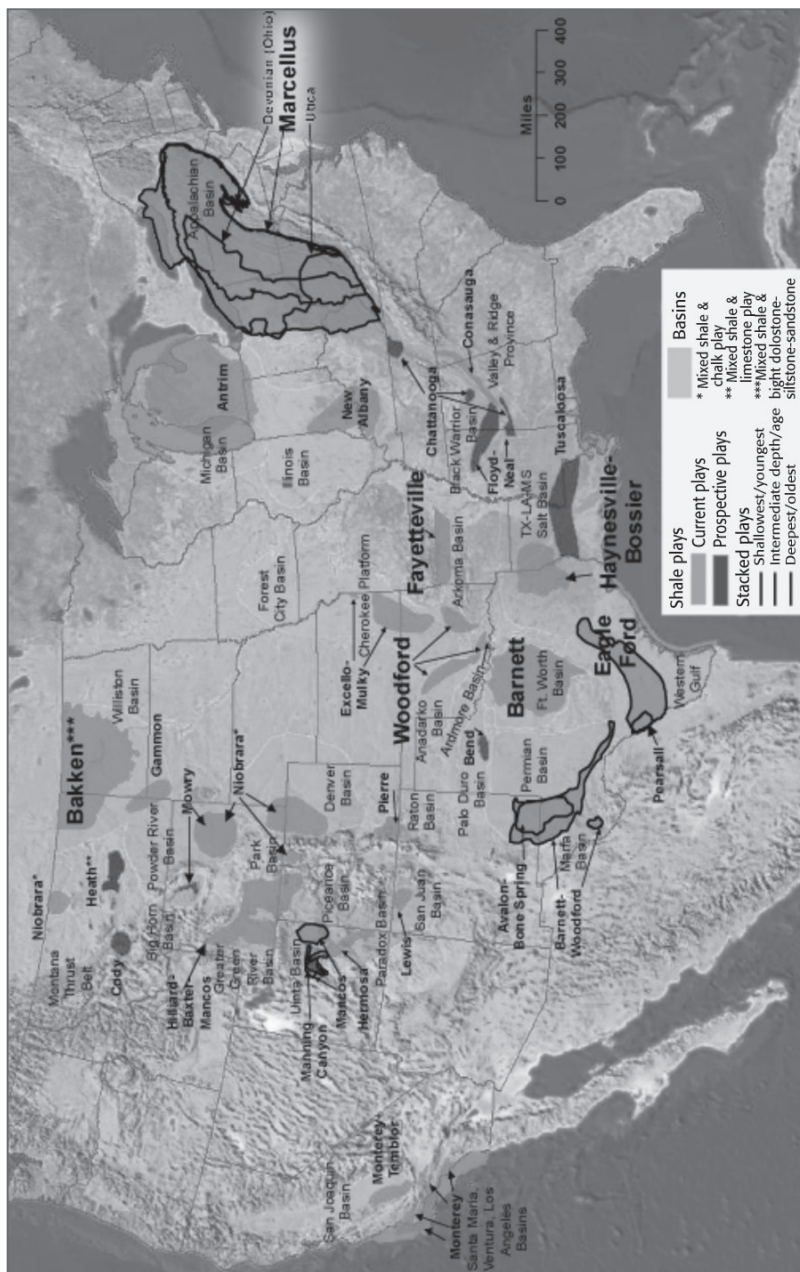 Montana
Thrust
Belt
Niobrara*
Heath**
Cody
Bakken***
Williston
Basin
Gammon
Powder River
Basin
Big Horn
Basin
Mowry
Hilliard-
Baxter-
Mancos
Greater
Green
River
Basin
Niobrara*
Park
Basin
Denver
Basin
Uinta Basin
Piceance
Basin
Manning
Canyon
Mancos
Hermosa
Paradox Basin
Pierre
Raton
Basin
Lewis
San Juan
Basin
San Joaquin
Basin
Monterey-
Temblor
Monterey
Santa Maria,
Ventura, Los
Angeles
Basins
Forest
City Basin
Excello-
Mulky
Cherokee Platform
Woodford
Anadarko
Basin
Ardmore Basin
Arkoma Basin
Fayetteville
Palo Duro
Basin
Bend
Barnett
Ft. Worth
Basin
Permian
Basin
Avalon-
Bone Spring
Barnett-
Woodford
Marfa
Basin
Eagle
Ford
Pearsall
Western
Gulf
Haynesville-
Bossier
TX-LA-MS
Salt Basin
Tuscaloosa
Michigan
Basin
Antrim
Illinois
Basin
New
Albany
Appalachian
Basin
Devonian (Ohio)
Marcellus
Utica
Chattanooga
Conasauga
Black Warrior
Basin
Floyd-
Neal
Valley & Ridge
Province
Miles
0 100 200 300 400
Shale plays
Current plays
Prospective plays
Stacked plays
Shallowest/youngest
Intermediate depth/age
Deepest/oldest
Basins
* Mixed shale &
chalk play
** Mixed shale &
limestone play
***Mixed shale &
bight dolostone-
siltstone-sandstone